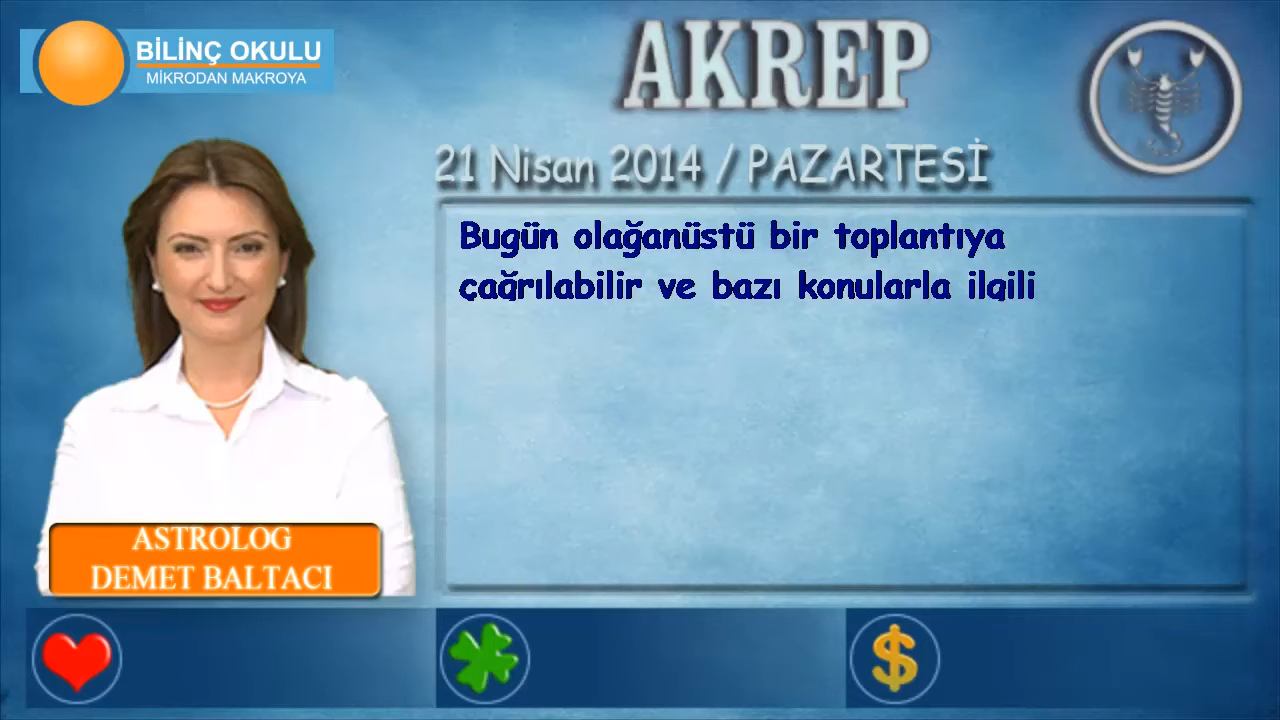 BİLİNÇ OKULU
MİKRODAN MAKROYA
AKREP
21 Nisan 2014 / PAZARTESİ
Bugün olağanüstü bir toplantıya
çağrılabilir ve bazı konularla ilgili
ASTROLOG
DEMET BALTACI